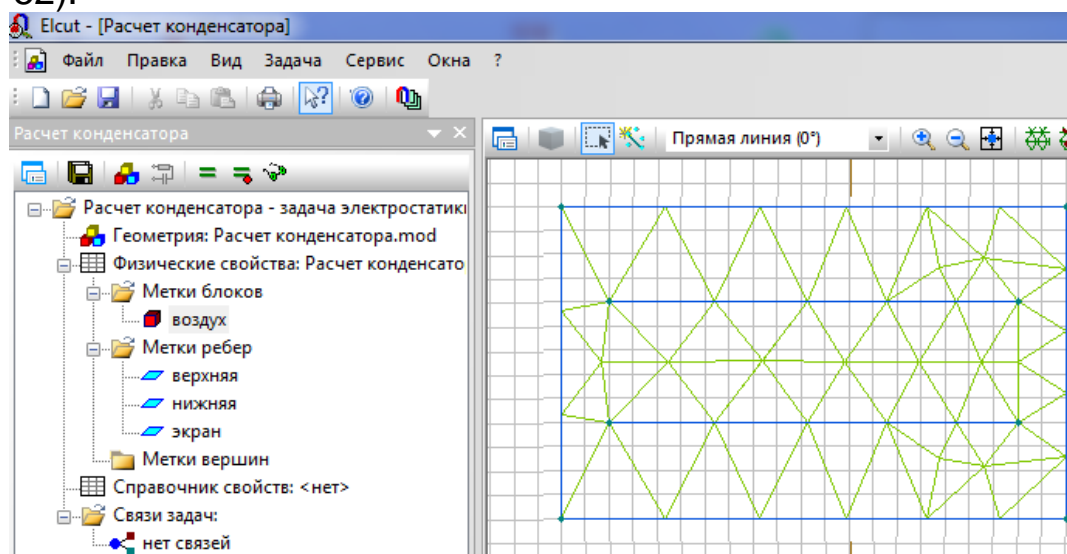 32).
Elcut - [Расчет конденсатора]
Файл Правка Вид Задача Сервис Окна ?
Расчет конденсатора
Прямая линия (0°)
Расчет конденсатора - задача электростатик
Геометрия: Расчет конденсатора.mod
Физические свойства: Расчет конденсато
Метки блоков
воздух
Метки ребер
верхняя
нижняя
экран
Метки вершин
Справочник свойств: <нет>
Связи задач:
нет связей